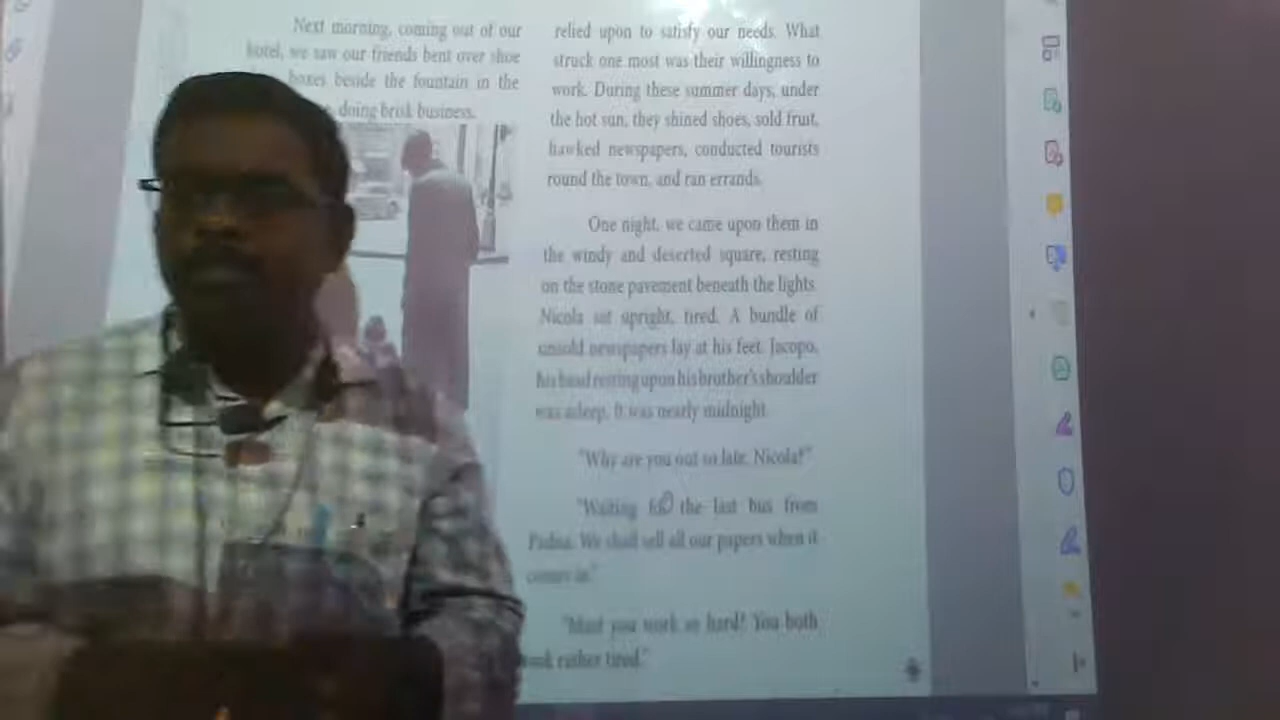 Next morning, coming out of our
hotel, we saw our friends bent over shoe
boxes beside the fountain in the
doing brisk business.
relied upon to satisfy our needs. What
struck one most was their willingness to
work. During these summer days, under
the hot sun, they shined shoes, sold fruit,
hawked newspapers, conducted tourists
round the town, and ran errands.
One night, we came upon them in
the windy and deserted square, resting
on the stone pavement beneath the lights.
Nicola sat upright, tired. A bundle of
unsold newspapers lay at his feet. Jacopo,
his head resting upon his brother's shoulder
was asleep. It was nearly midnight.
"Why are you out so late, Nicola?"
"Waiting for the last bus from
Padua. We shall sell all our papers when it
comes in."
"Must you work so hard? You both
look rather tired."